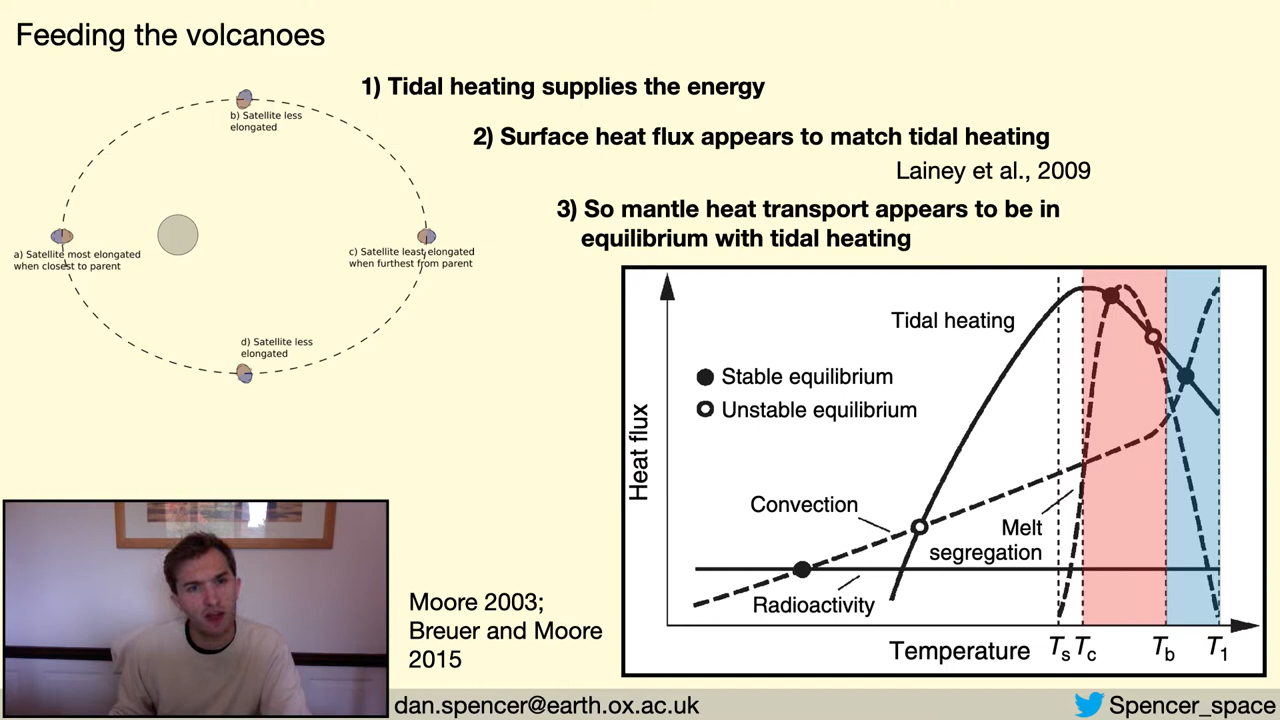 Feeding the volcanoes
1) Tidal heating supplies the energy
b) Satellite less
elongated
2) Surface heat flux appears to match tidal heating
Lainey et al., 2009
3) So mantle heat transport appears to be in
equilibrium with tidal heating
a) Satellite most elongated
when closest to parent
c) Satellite least elongated
when furthest from parent
d) Satellite less
elongated
Tidal heating
Stable equilibrium
Unstable equilibrium
Heat flux
Convection
Melt
segregation
Radioactivity
Temperature
Ts Tc Tb T1
Moore 2003;
Breuer and Moore
2015
dan.spencer@earth.ox.ac.uk
Spencer_space